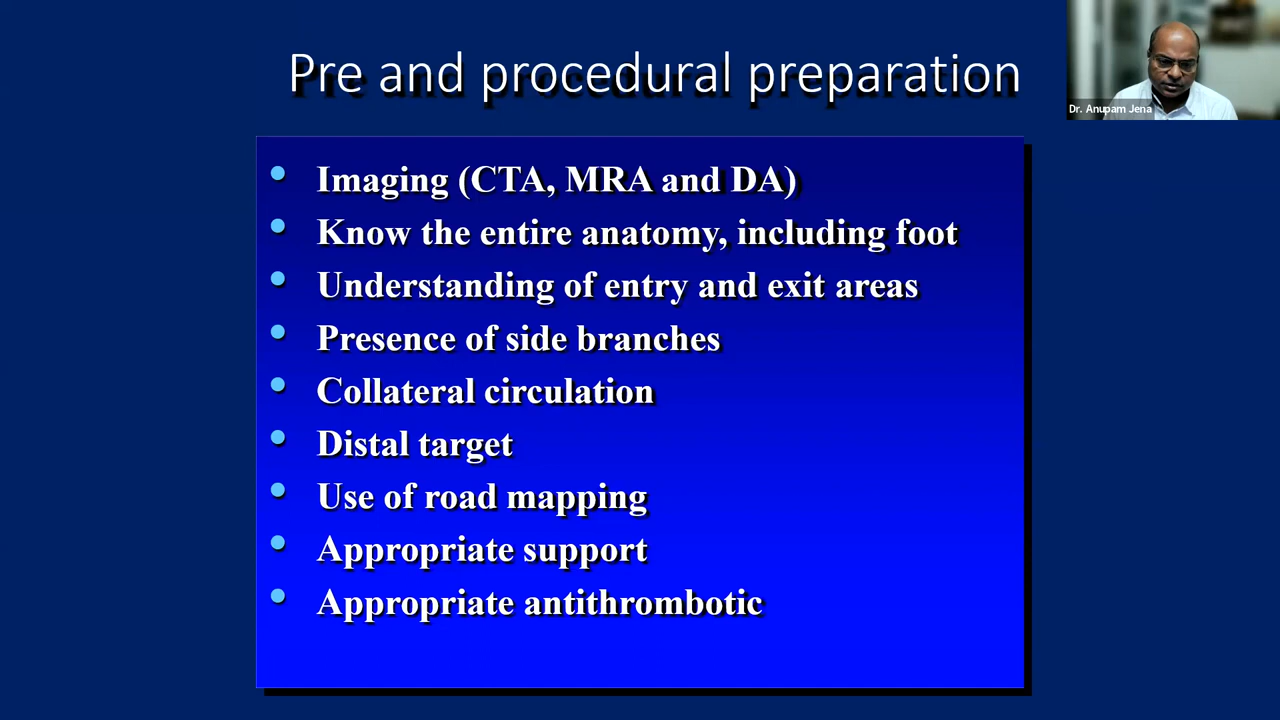 Pre and procedural preparation
Dr. Anupam Jena
• Imaging (CTA, MRA and DA)
• Know the entire anatomy, including foot
• Understanding of entry and exit areas
• Presence of side branches
• Collateral circulation
• Distal target
• Use of road mapping
• Appropriate support
• Appropriate antithrombotic